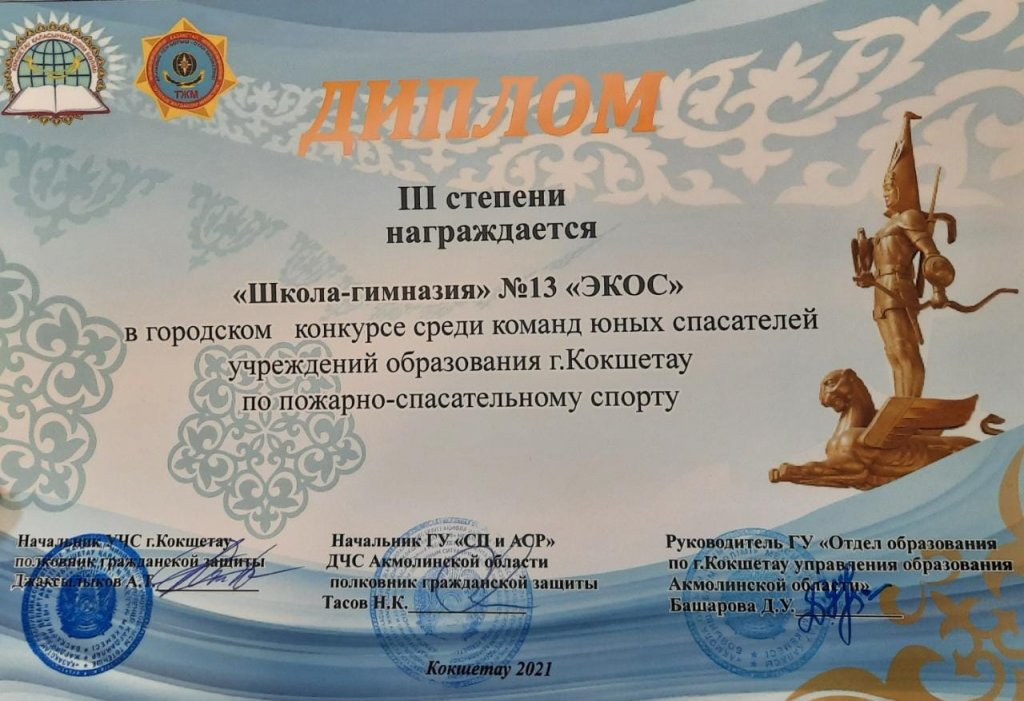 ТЖМ
ДИПЛОМ
III степени
награждается
«Школа-гимназия» №13 «ЭКОС»
в городском конкурсе среди команд юных спасателей
учреждений образования г.Кокшетау
по пожарно-спасательному спорту
Начальник УЧС г.Кокшетау
полковник гражданской защиты
Джаксылыков А.Т.
Начальник ГУ «СП и АСР»
ДЧС Акмолинской области
полковник гражданской защиты
Тасов Н.К.
Руководитель ГУ «Отдел образования
по г.Кокшетау управления образования
Акмолинской области»
Башарова Д.У.
Кокшетау 2021